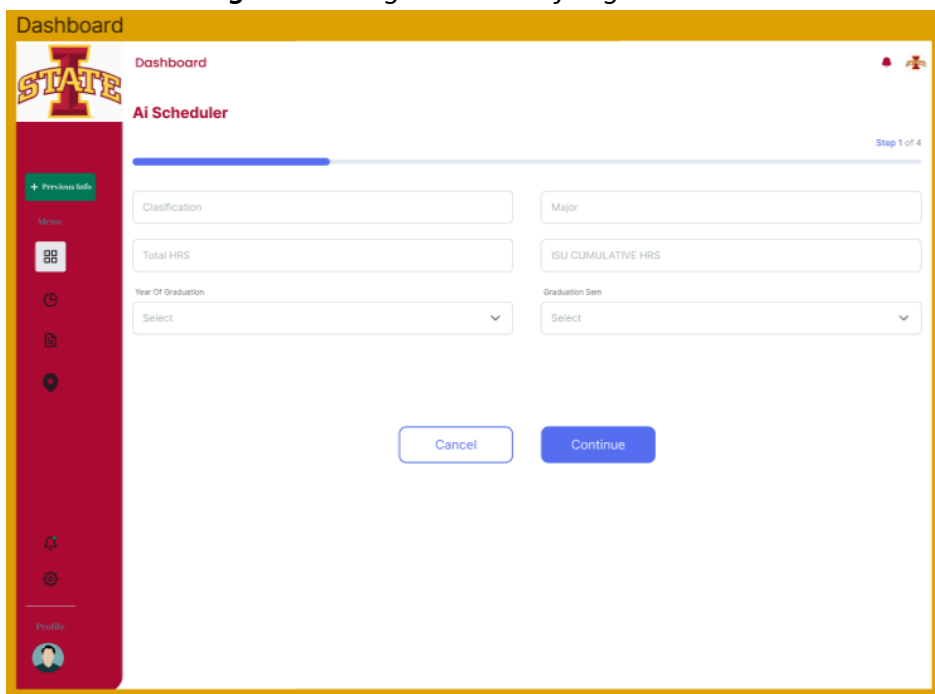 Dashboard
STATE
Dashboard
Ai Scheduler
Step 1 of 4
+ Previous Info
Menu
Clasification
Major
Total HRS
ISU CUMULATIVE HRS
Year Of Graduation
Graduation Sem
Select
Select
Cancel
Continue
Profile